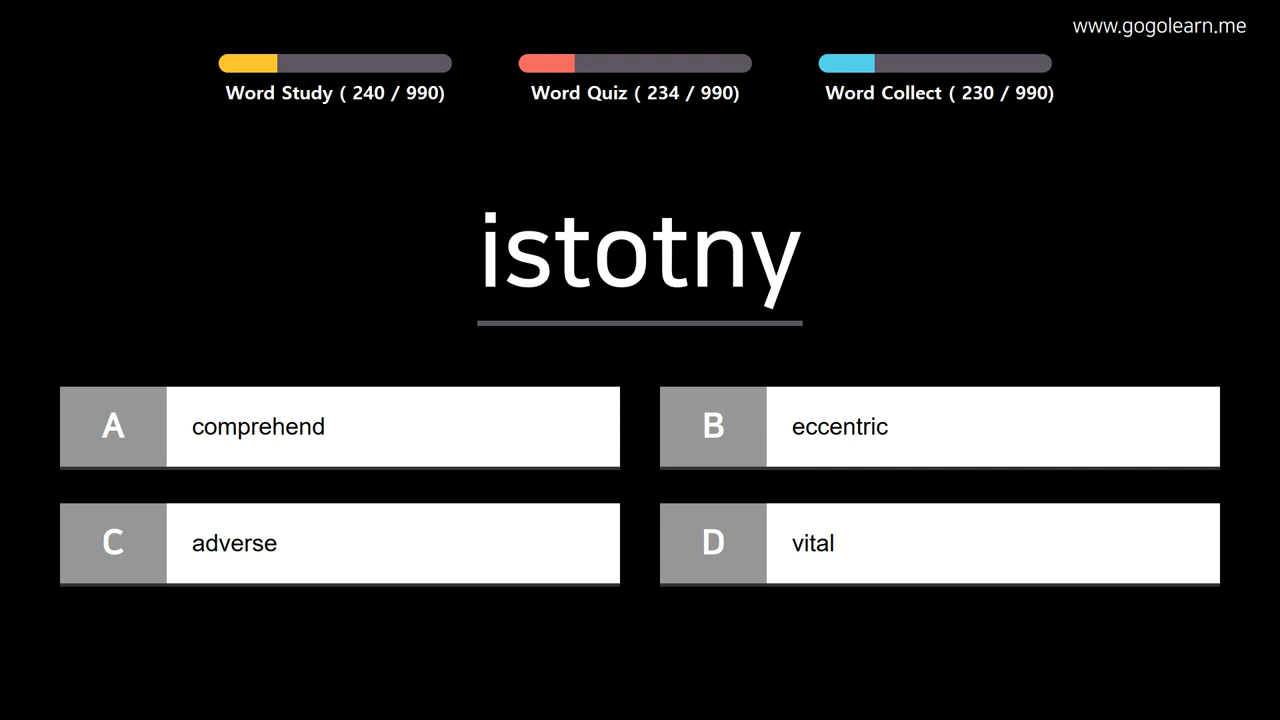 www.gogolearn.me
Word Study ( 240 / 990)
Word Quiz ( 234 / 990)
Word Collect ( 230 / 990)
istotny
A comprehend
B eccentric
C adverse
D vital